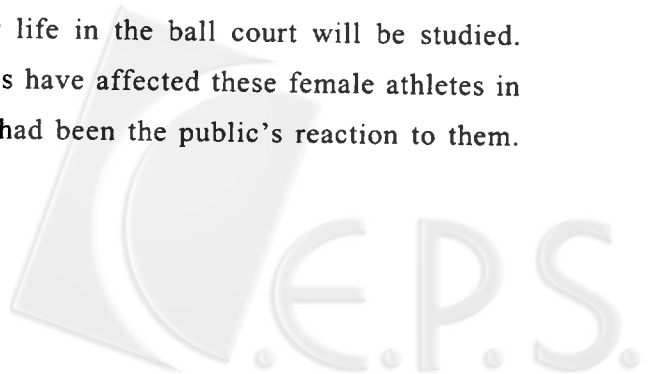 life in the ball court will be studied.
s have affected these female athletes in
had been the public's reaction to them.
C.E.P.S.